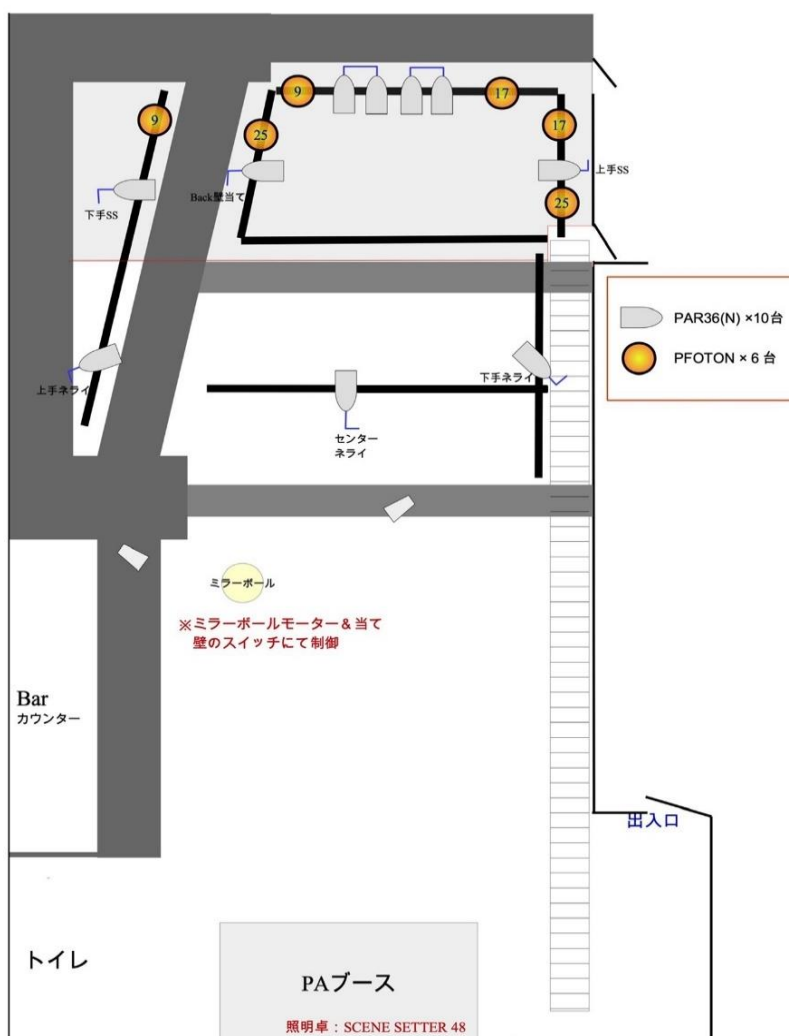 9
9
17
25
17
Back壁当て
上手SS
下手SS
25
PAR36(N) ×10台
PFOTON × 6 台
上手ネライ
下手ネライ
センター
ネライ
ミラーボール
※ミラーボールモーター＆当て
壁のスイッチにて制御
Bar
カウンター
出入口
トイレ
PAブース
照明卓：SCENE SETTER 48